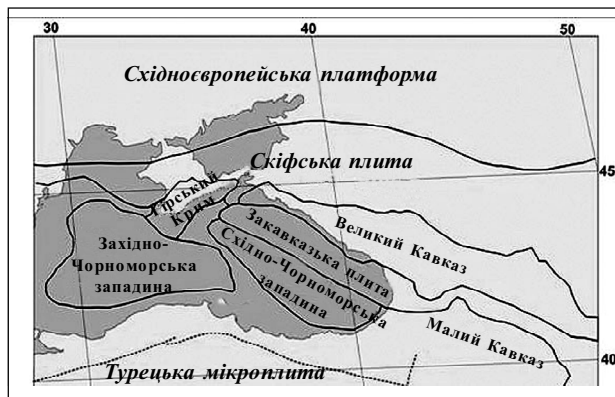 30
40
50
Східноєвропейська платформа
Скіфська плита
45
Гірський
Крим
Великий Кавказ
Закавказька плита
Західно-
Чорноморська
западина
Східно-Чорноморська
западина
Малий Кавказ
40
Турецька мікроплита